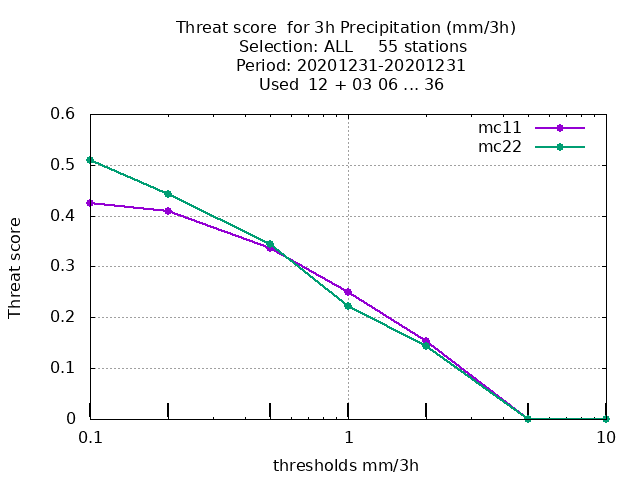 Threat score  for 3h Precipitation (mm/3h)
Selection: ALL     55 stations
Period: 20201231-20201231
Used  12 + 03 06 ... 36
mc11
mc22
0.6
0.5
0.4
0.3
0.2
0.1
0
Threat score
0.1
1
10
thresholds mm/3h